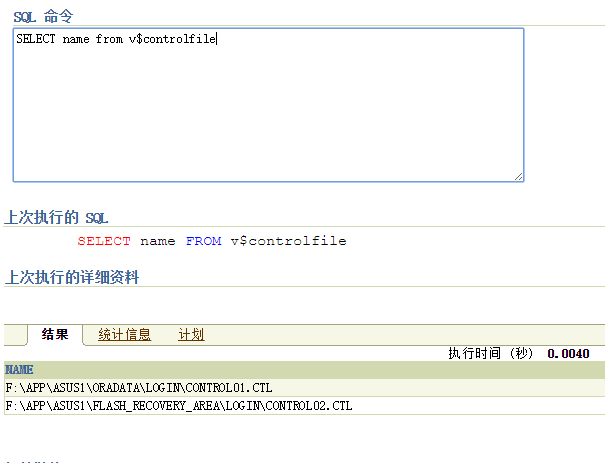 SQL 命令
SELECT name from v$controlfile
上次执行的 SQL
SELECT name FROM v$controlfile
上次执行的详细资料
结果 统计信息 计划
执行时间 (秒) 0.0040
NAME
F:\APP\ASUS1\ORADATA\LOGIN\CONTROL01.CTL
F:\APP\ASUS1\FLASH_RECOVERY_AREA\LOGIN\CONTROL02.CTL